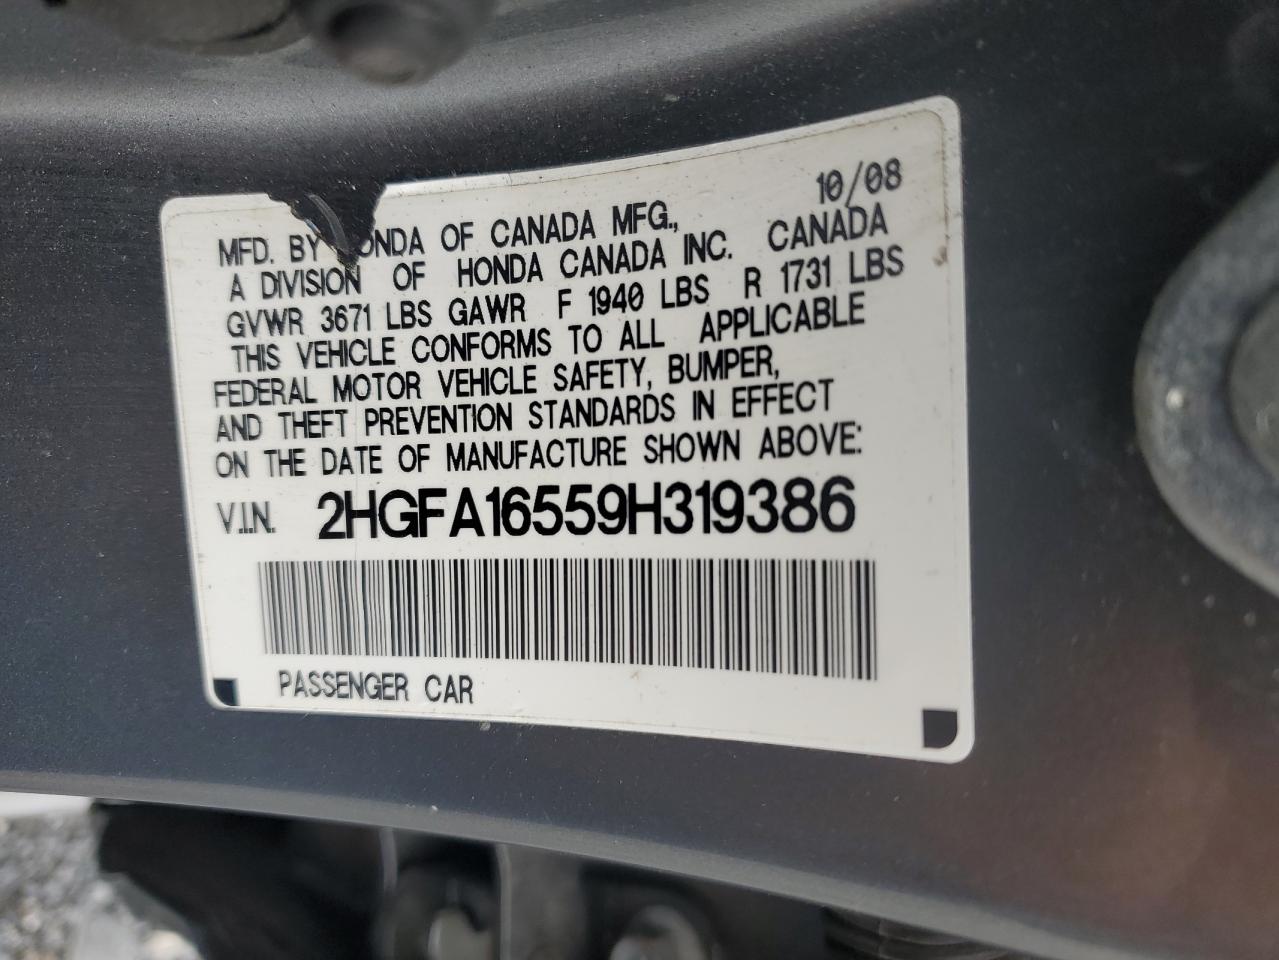 10/08
MFD. BY HONDA OF CANADA MFG.,
A DIVISION OF HONDA CANADA INC. CANADA
GVWR 3671 LBS GAWR F 1940 LBS R 1731 LBS
THIS VEHICLE CONFORMS TO ALL APPLICABLE
FEDERAL MOTOR VEHICLE SAFETY, BUMPER,
AND THEFT PREVENTION STANDARDS IN EFFECT
ON THE DATE OF MANUFACTURE SHOWN ABOVE:
V.I.N. 2HGFA16559H319386
PASSENGER CAR